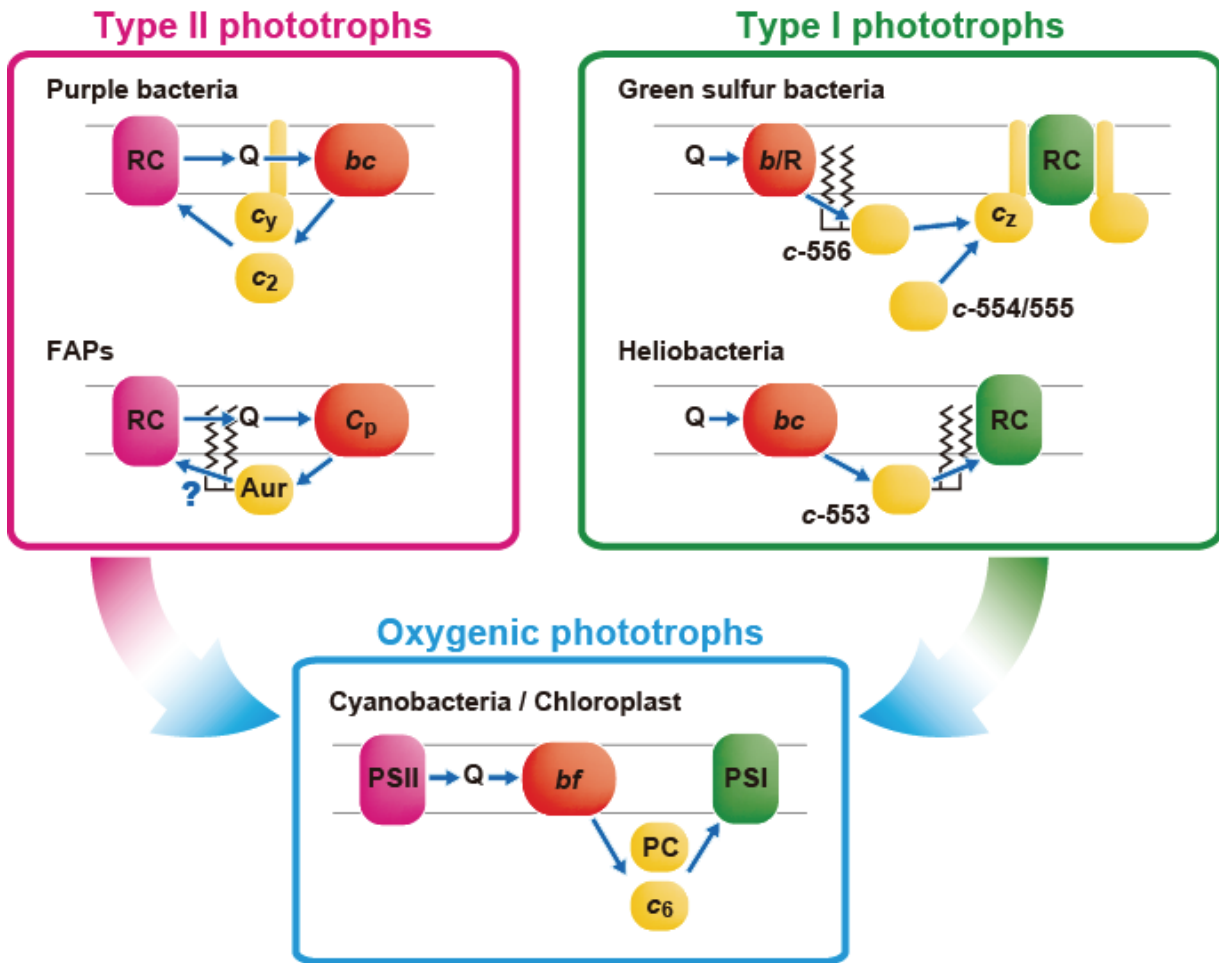 Type II phototrophs
Purple bacteria
RC
Q
bc
cy
c2
FAPs
RC
Q
Cp
Aur
?
Type I phototrophs
Green sulfur bacteria
Q
b/R
RC
cz
c-556
c-554/555
Heliobacteria
Q
bc
RC
c-553
Oxygenic phototrophs
Cyanobacteria / Chloroplast
PSII
Q
bf
PSI
PC
c6